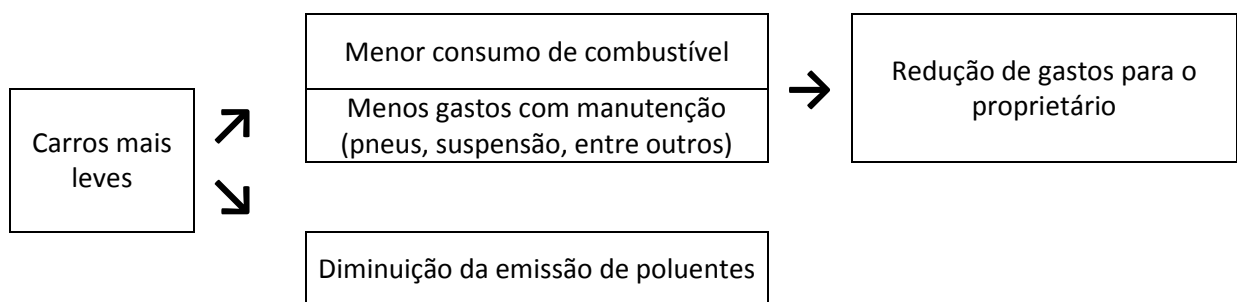 Carros mais
leves
Menor consumo de combustível
Menos gastos com manutenção
(pneus, suspensão, entre outros)
Redução de gastos para o
proprietário
Diminuição da emissão de poluentes